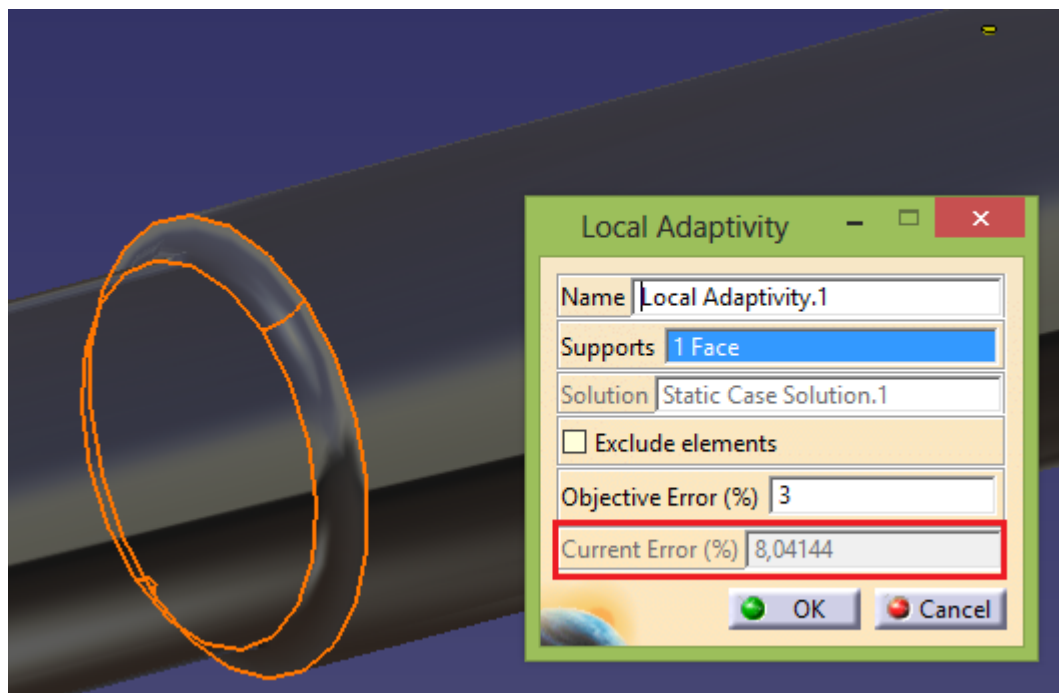 Local Adaptivity
Name Local Adaptivity.1
Supports 1 Face
Solution Static Case Solution.1
Exclude elements
Objective Error (%) 3
Current Error (%) 8,04144
OK Cancel